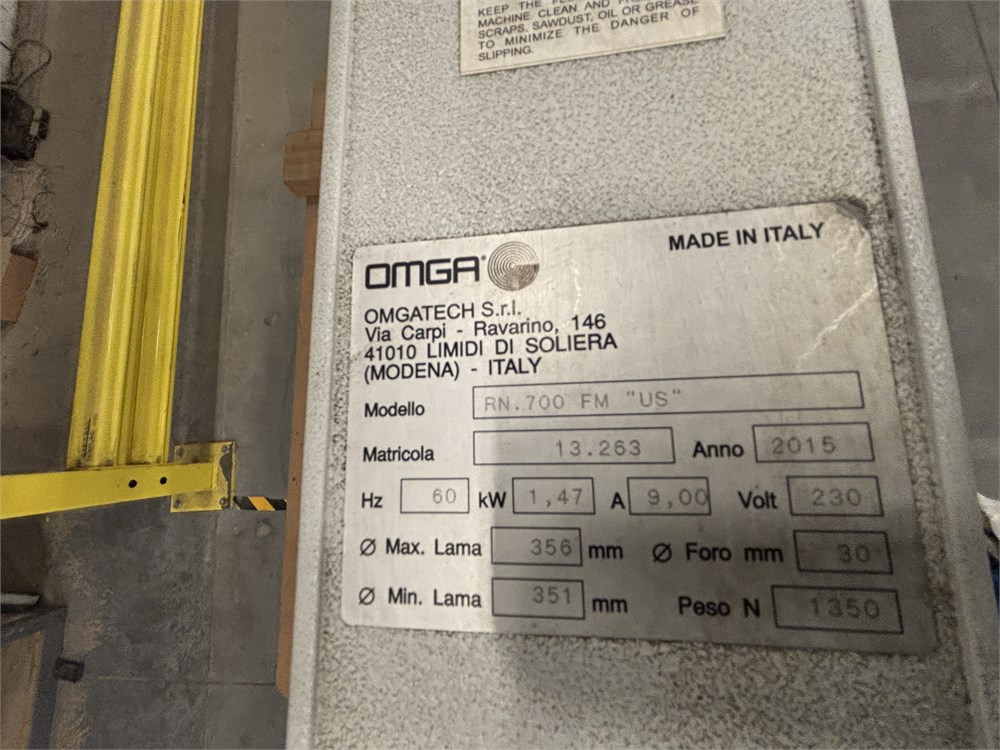 KEEP THE
MACHINE CLEAN AND
SCRAPS, SAWDUST, OIL OR GREASE
TO MINIMIZE THE DANGER OF
SLIPPING.
MADE IN ITALY
OMGA
OMGATECH S.r.l.
Via Carpi - Ravarino, 146
41010 LIMIDI DI SOLIERA
(MODENA) - ITALY
Modello RN.700 FM "US"
Matricola 13.263 Anno 2015
Hz 60 kW 1,47 A 9,00 Volt 230
Ø Max. Lama 356 mm Ø Foro mm 30
Ø Min. Lama 351 mm Peso N 1350